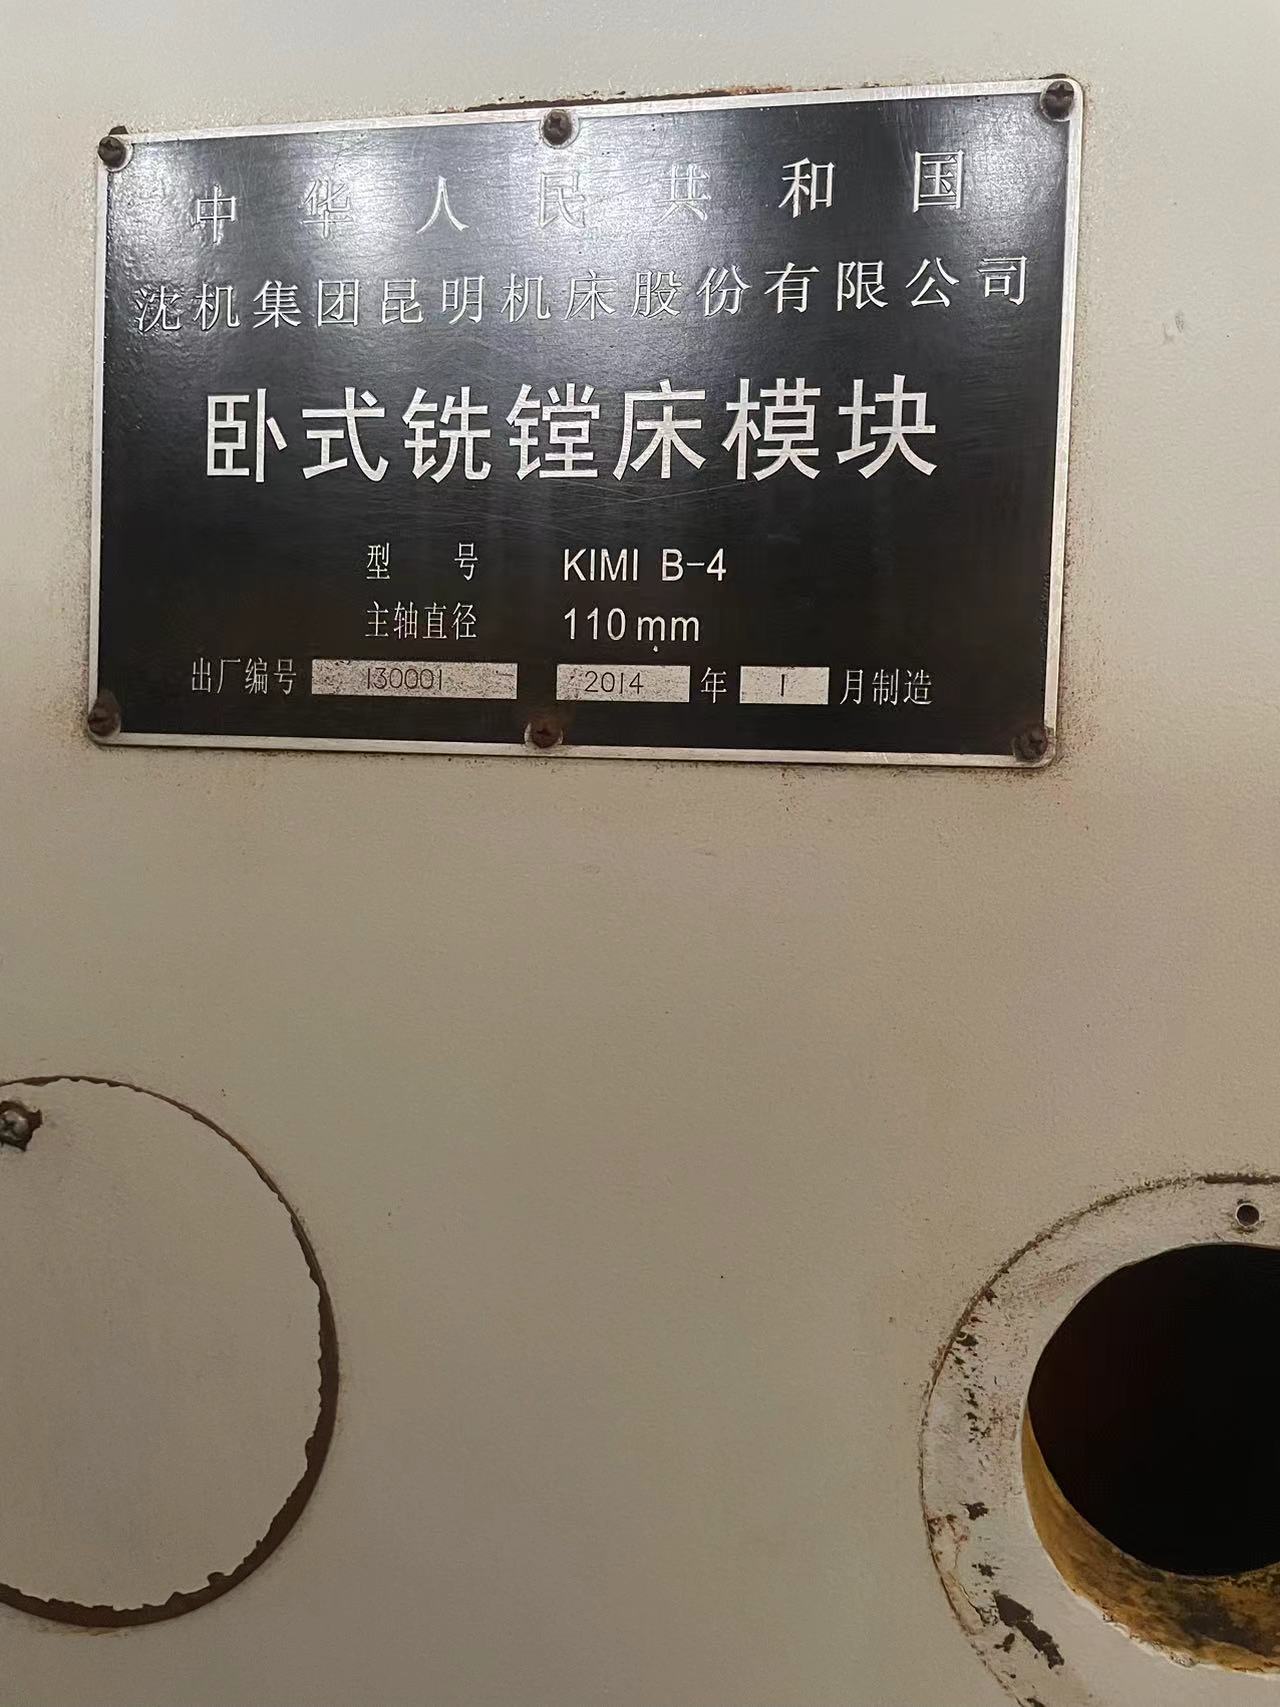 中华人民共和国
沈机集团昆明机床股份有限公司
卧式铣镗床模块
型号 KIMI B-4
主轴直径 110mm
出厂编号 130001 2014 年 1 月制造